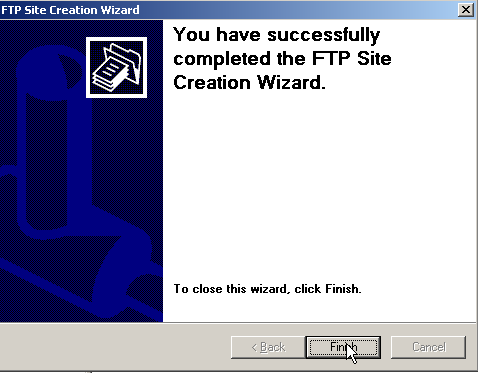 FTP Site Creation Wizard
You have successfully
completed the FTP Site
Creation Wizard.
To close this wizard, click Finish.
< Back
Finish
Cancel